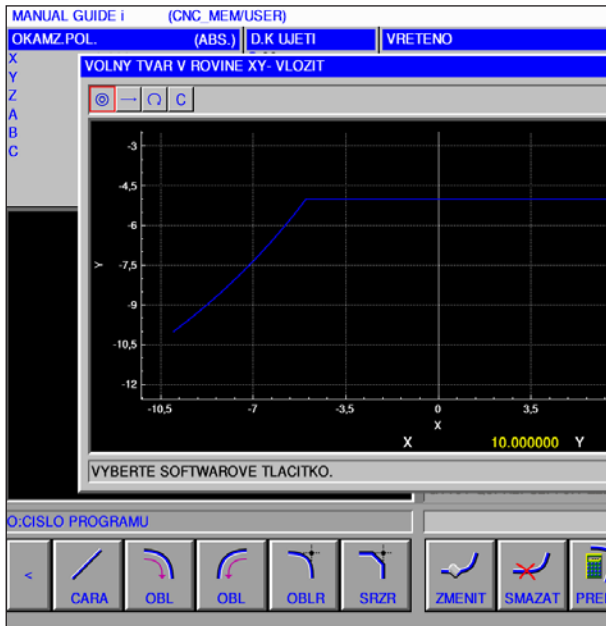 MANUAL GUIDE i (CNC_MEM/USER)
OKAMZ.POL. (ABS.) D.K UJETI VRETENO
X
VOLNY TVAR V ROVINE XY- VLOZIT
Y
Z
A
B
C
C
-3
-4,5
-6
Y
-7,5
-9
-10,5
-12
-10,5 -7 -3,5 0 3,5
X
X 10.000000 Y
VYBERTE SOFTWAROVE TLACITKO.
O:CISLO PROGRAMU
< CARA OBL OBL OBLR SRZR ZMENIT SMAZAT